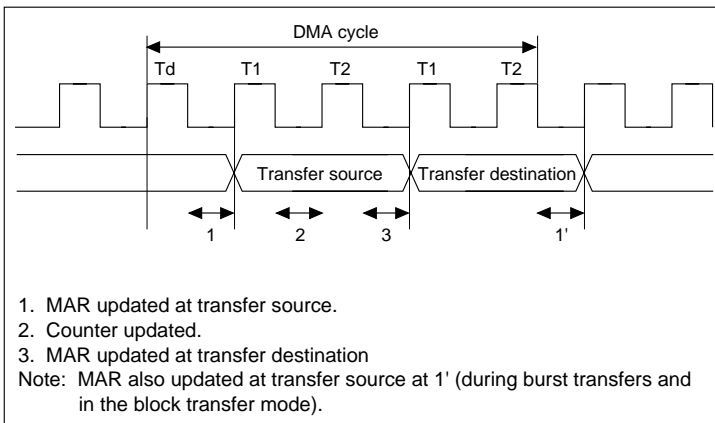 DMA cycle
Td T1 T2 T1 T2
Transfer source Transfer destination
1 2 3 1'
1. MAR updated at transfer source.
2. Counter updated.
3. MAR updated at transfer destination
Note: MAR also updated at transfer source at 1' (during burst transfers and
in the block transfer mode).